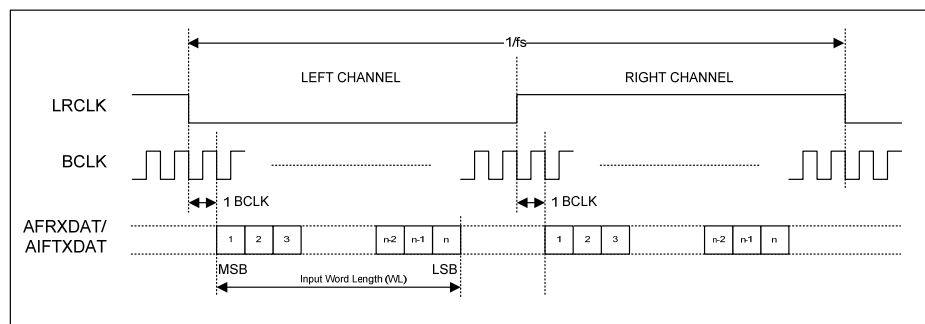 1/fs
LEFT CHANNEL RIGHT CHANNEL
LRCLK
BCLK
1 BCLK 1 BCLK
AFRXDAT/
AIFTXDAT
1 2 3 n-2 n-1 n 1 2 3 n-2 n-1 n
MSB LSB
Input Word Length (WL)